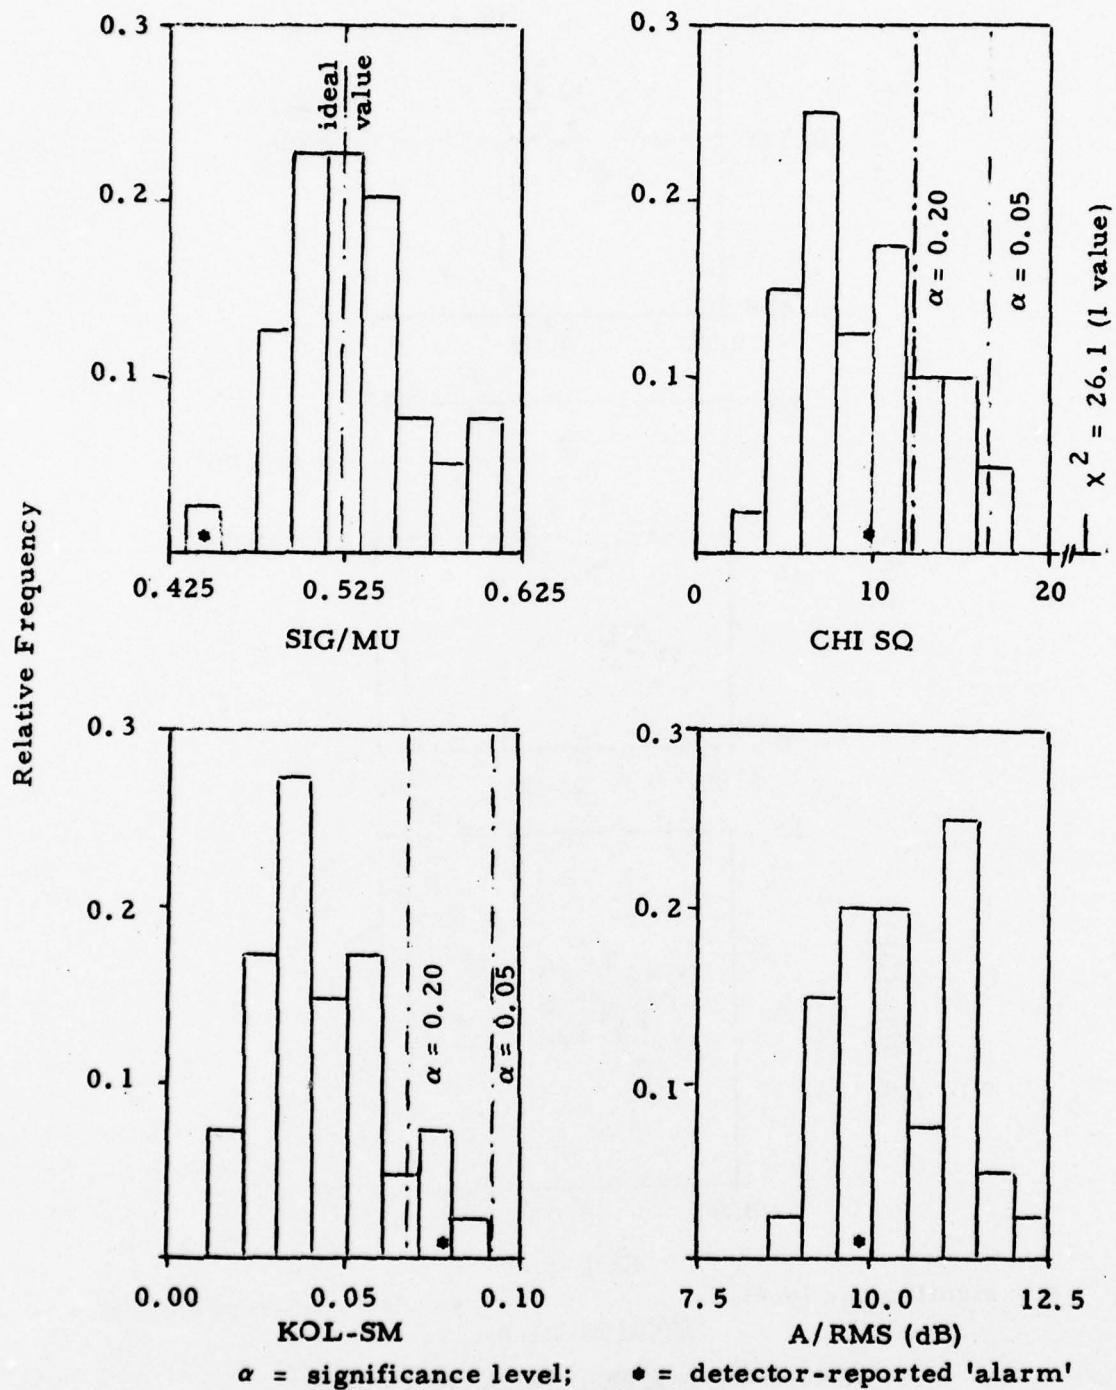 Relative Frequency
0.3
0.2
0.1
ideal
value
0.425
0.525
0.625
SIG/MU
0.3
0.2
0.1
α = 0.20
α = 0.05
χ² = 26.1 (1 value)
0
10
20
CHI SQ
0.3
0.2
0.1
α = 0.20
α = 0.05
0.00
0.05
0.10
KOL-SM
0.3
0.2
0.1
7.5
10.0
12.5
A/RMS (dB)
α = significance level; * = detector-reported 'alarm'